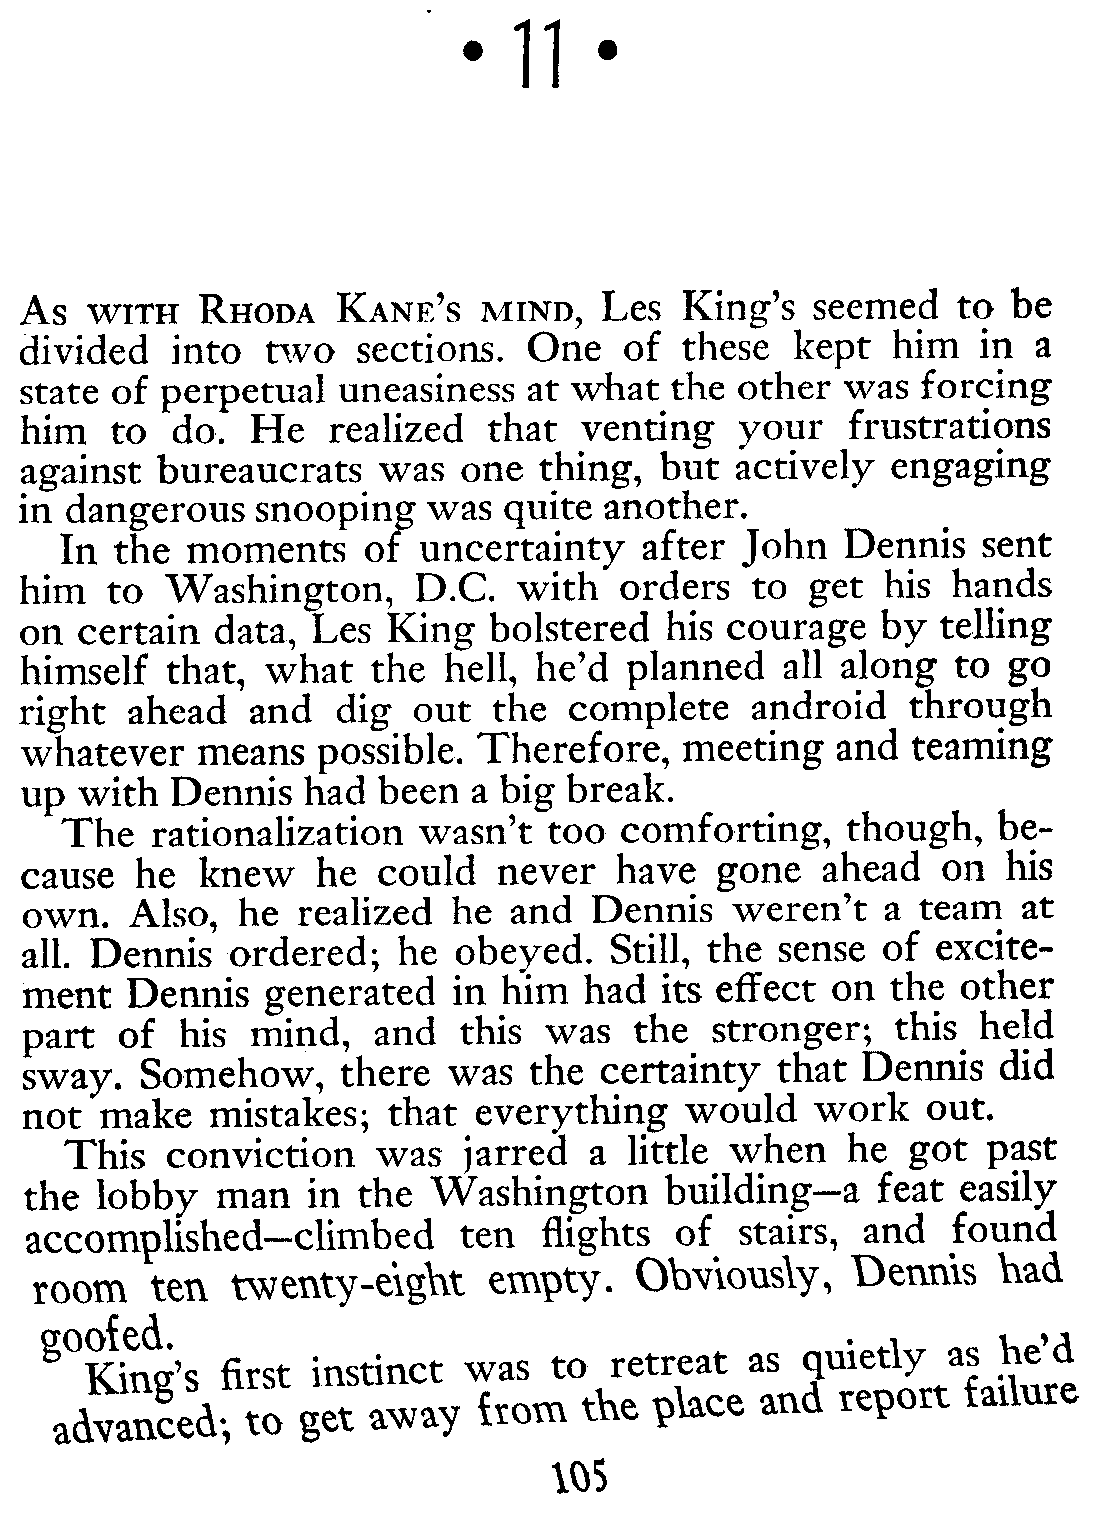 • 11 •
As with Rhoda Kane's mind, Les King's seemed to be
divided into two sections. One of these kept him in a
state of perpetual uneasiness at what the other was forcing
him to do. He realized that venting your frustrations
against bureaucrats was one thing, but actively engaging
in dangerous snooping was quite another.
In the moments of uncertainty after John Dennis sent
him to Washington, D.C. with orders to get his hands
on certain data, Les King bolstered his courage by telling
himself that, what the hell, he'd planned all along to go
right ahead and dig out the complete android through
whatever means possible. Therefore, meeting and teaming
up with Dennis had been a big break.
The rationalization wasn't too comforting, though, be-
cause he knew he could never have gone ahead on his
own. Also, he realized he and Dennis weren't a team at
all. Dennis ordered; he obeyed. Still, the sense of excite-
ment Dennis generated in him had its effect on the other
part of his mind, and this was the stronger; this held
sway. Somehow, there was the certainty that Dennis did
not make mistakes; that everything would work out.
This conviction was jarred a little when he got past
the lobby man in the Washington building—a feat easily
accomplished—climbed ten flights of stairs, and found
room ten twenty-eight empty. Obviously, Dennis had
goofed.
King's first instinct was to retreat as quietly as he'd
advanced; to get away from the place and report failure
105